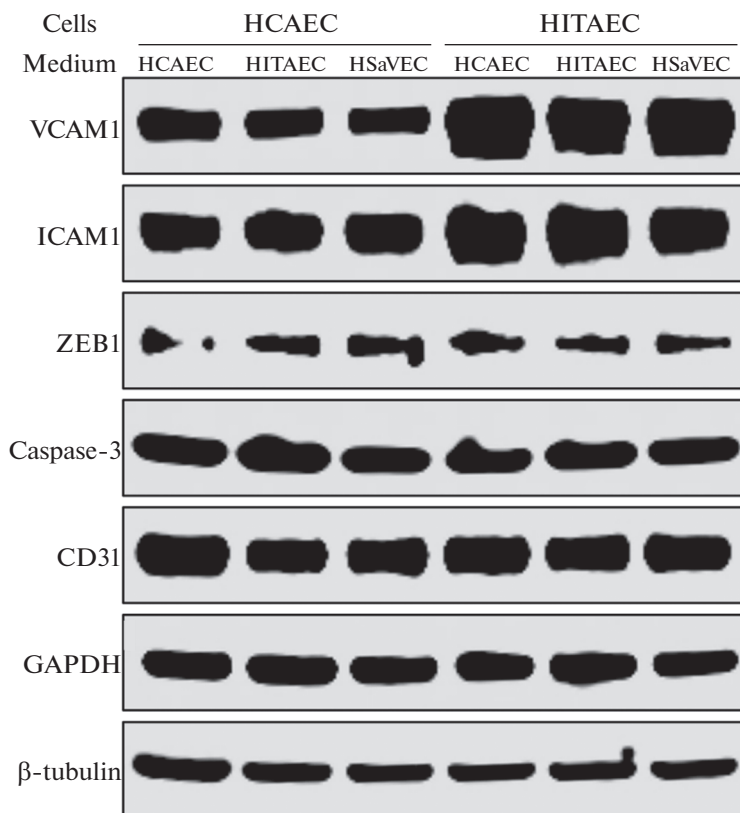 Cells HCAEC HITAEC
Medium HCAEC HITAEC HSaVEC HCAEC HITAEC HSaVEC
VCAM1
ICAM1
ZEB1
Caspase-3
CD31
GAPDH
β-tubulin